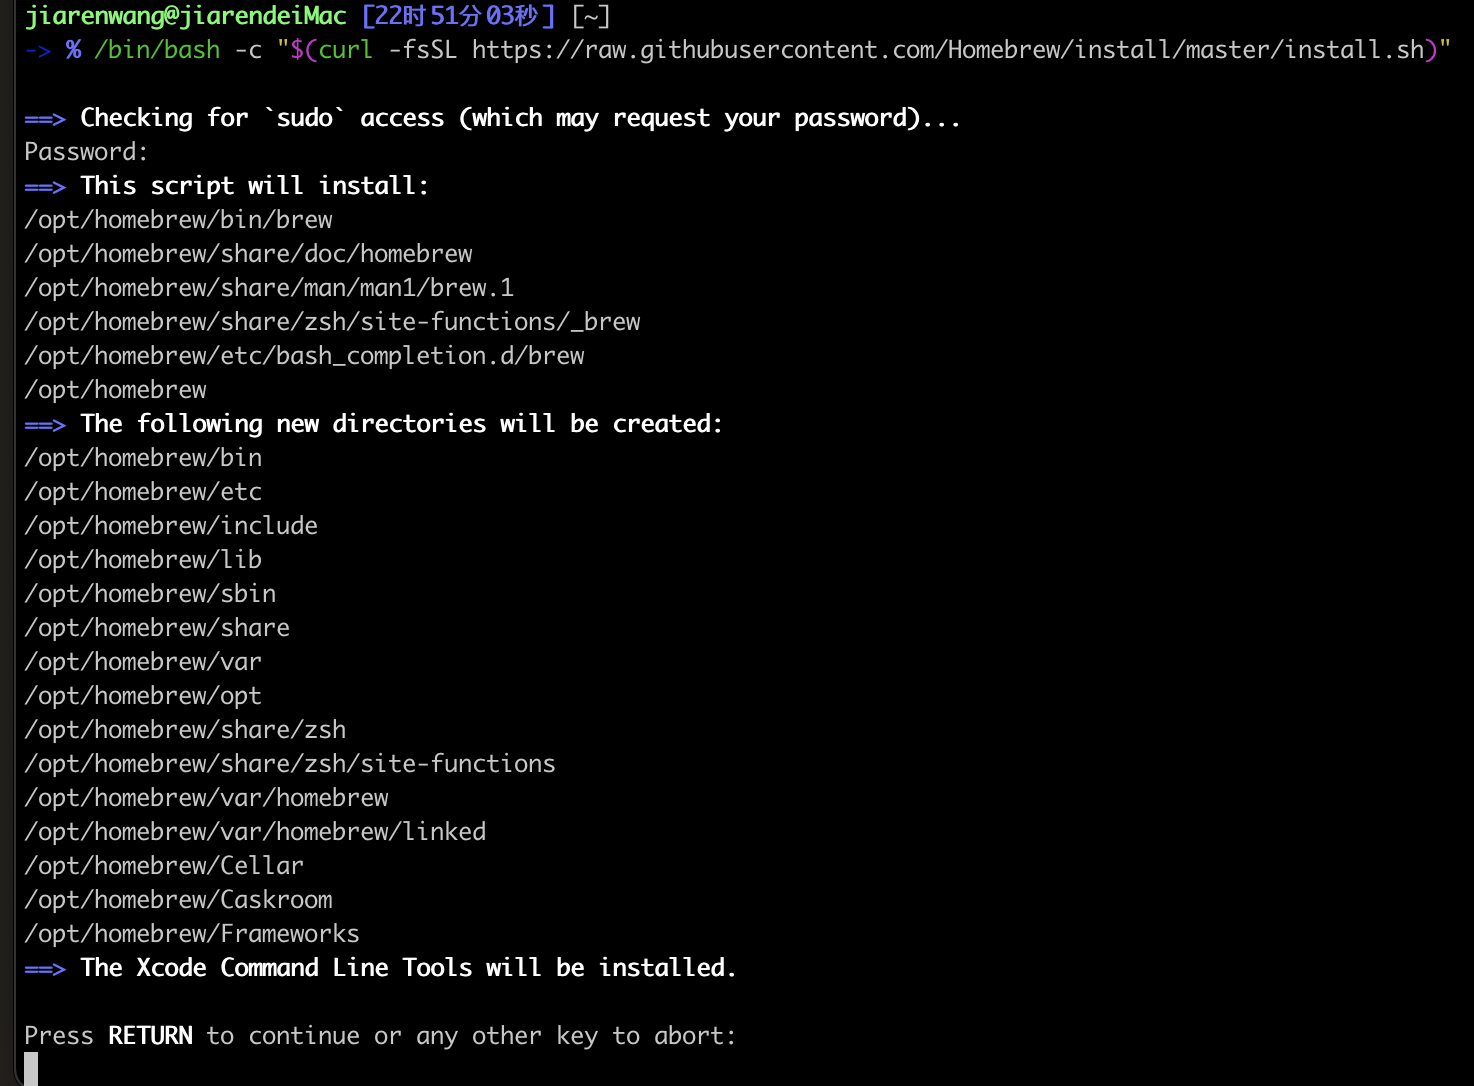 jiarenwang@jiarendeiMac [22时51分03秒] [~]
-> % /bin/bash -c "$(curl -fsSL https://raw.githubusercontent.com/Homebrew/install/master/install.sh)"
==> Checking for `sudo` access (which may request your password)...
Password:
==> This script will install:
/opt/homebrew/bin/brew
/opt/homebrew/share/doc/homebrew
/opt/homebrew/share/man/man1/brew.1
/opt/homebrew/share/zsh/site-functions/_brew
/opt/homebrew/etc/bash_completion.d/brew
/opt/homebrew
==> The following new directories will be created:
/opt/homebrew/bin
/opt/homebrew/etc
/opt/homebrew/include
/opt/homebrew/lib
/opt/homebrew/sbin
/opt/homebrew/share
/opt/homebrew/var
/opt/homebrew/opt
/opt/homebrew/share/zsh
/opt/homebrew/share/zsh/site-functions
/opt/homebrew/var/homebrew
/opt/homebrew/var/homebrew/linked
/opt/homebrew/Cellar
/opt/homebrew/Caskroom
/opt/homebrew/Frameworks
==> The Xcode Command Line Tools will be installed.
Press RETURN to continue or any other key to abort: